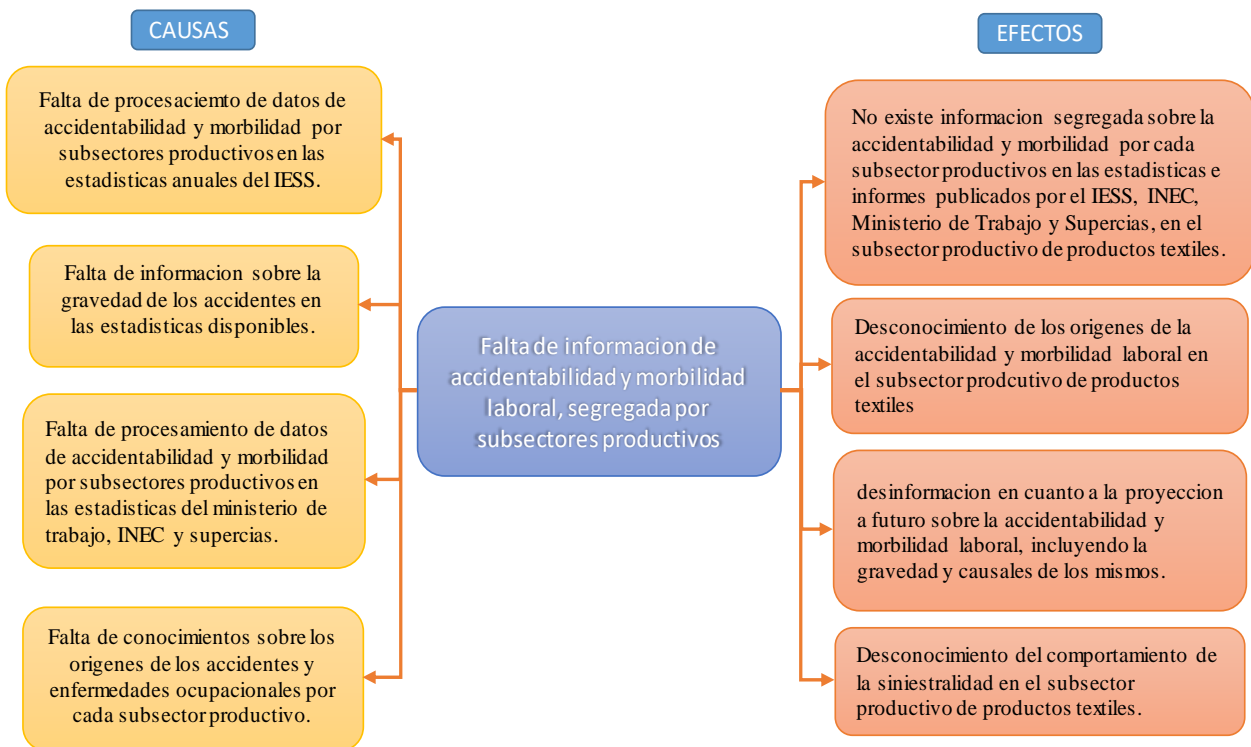 CAUSAS
Falta de procesaciemto de datos de
accidentabilidad y morbilidad por
subsectores productivos en las
estadisticas anuales del IESS.
Falta de informacion sobre la
gravedad de los accidentes en
las estadisticas disponibles.
Falta de procesamiento de datos
de accidentabilidad y morbilidad
por subsectores productivos en
las estadisticas del ministerio de
trabajo, INEC y supercias.
Falta de conocimientos sobre los
origenes de los accidentes y
enfermedades ocupacionales por
cada subsector productivo.
Falta de informacion de
accidentabilidad y morbilidad
laboral, segregada por
subsectores productivos
EFECTOS
No existe informacion segregada sobre la
accidentabilidad y morbilidad por cada
subsector productivos en las estadisticas e
informes publicados por el IESS, INEC,
Ministerio de Trabajo y Supercias, en el
subsector productivo de productos textiles.
Desconocimiento de los origenes de la
accidentabilidad y morbilidad laboral en
el subsector prodcutivo de productos
textiles
desinformacion en cuanto a la proyeccion
a futuro sobre la accidentabilidad y
morbilidad laboral, incluyendo la
gravedad y causales de los mismos.
Desconocimiento del comportamiento de
la siniestralidad en el subsector
productivo de productos textiles.